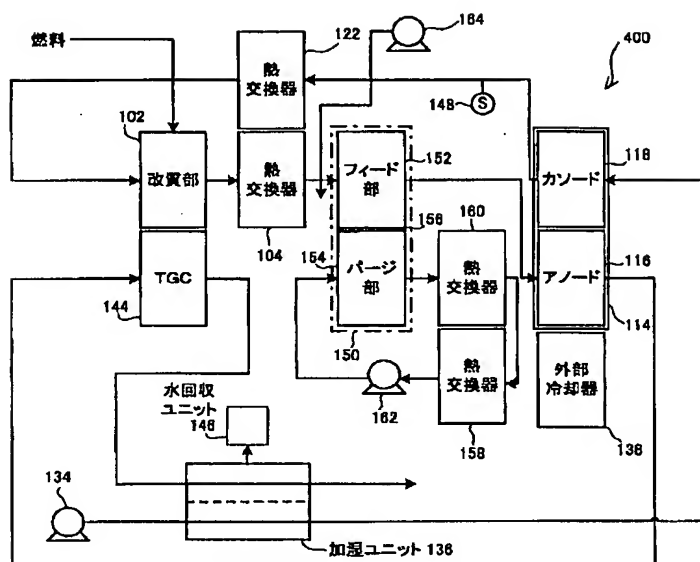 燃料
122
熱
交換器
164
400
148
S
102
改質部
熱
交換器
フィード
部
152
カソード
118
104
156
160
154
パージ
部
熱
交換器
116
アノード
TGC
144
150
114
熱
交換器
外部
冷却器
水回収
ユニット
146
162
158
138
134
加湿ユニット 136